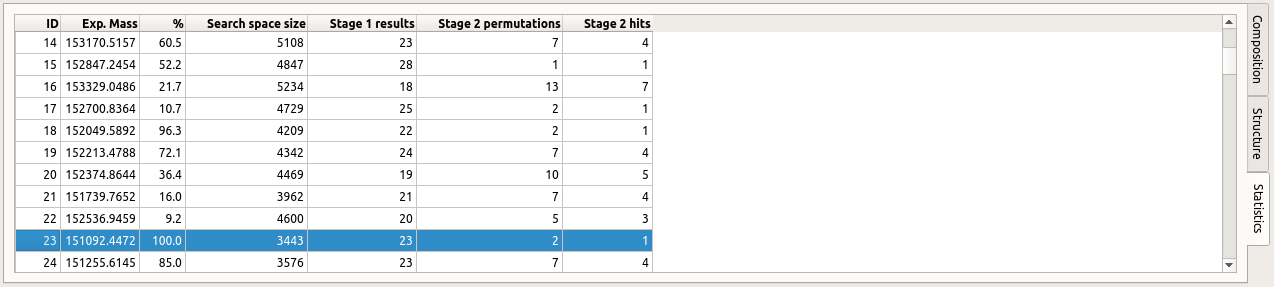 ID Exp. Mass % Search space size Stage 1 results Stage 2 permutations Stage 2 hits
14 153170.5157 60.5 5108 23 7 4
15 152847.2454 52.2 4847 28 1 1
16 153329.0486 21.7 5234 18 13 7
17 152700.8364 10.7 4729 25 2 1
18 152049.5892 96.3 4209 22 2 1
19 152213.4788 72.1 4342 24 7 4
20 152374.8644 36.4 4469 19 10 5
21 151739.7652 16.0 3962 21 7 4
22 152536.9459 9.2 4600 20 5 3
23 151092.4472 100.0 3443 23 2 1
24 151255.6145 85.0 3576 23 7 4
Composition
Structure
Statistics